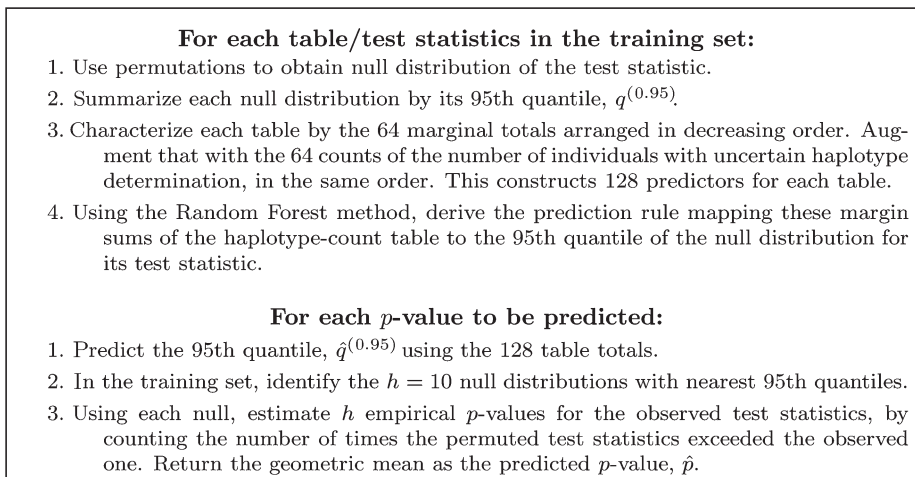 For each table/test statistics in the training set:
1. Use permutations to obtain null distribution of the test statistic.
2. Summarize each null distribution by its 95th quantile, q^(0.95).
3. Characterize each table by the 64 marginal totals arranged in decreasing order. Aug-
ment that with the 64 counts of the number of individuals with uncertain haplotype
determination, in the same order. This constructs 128 predictors for each table.
4. Using the Random Forest method, derive the prediction rule mapping these margin
sums of the haplotype-count table to the 95th quantile of the null distribution for
its test statistic.
For each p-value to be predicted:
1. Predict the 95th quantile, q̂^(0.95) using the 128 table totals.
2. In the training set, identify the h = 10 null distributions with nearest 95th quantiles.
3. Using each null, estimate h empirical p-values for the observed test statistics, by
counting the number of times the permuted test statistics exceeded the observed
one. Return the geometric mean as the predicted p-value, p̂.